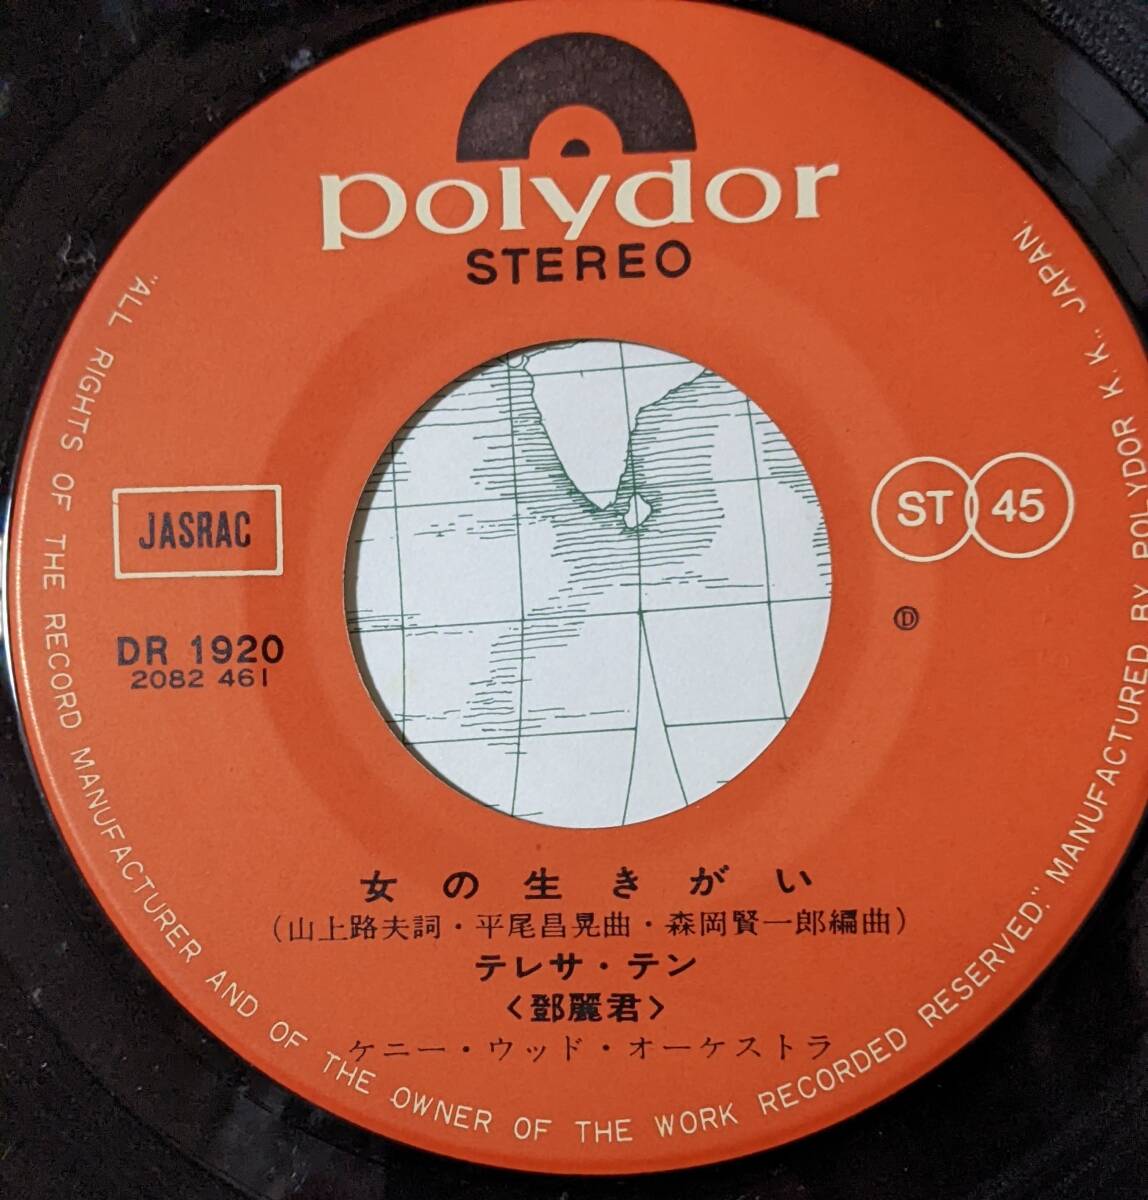 polydor
STEREO
JASRAC
DR 1920
2082 461
ST 45
Ⓓ
女の生きがい
(山上路夫詞・平尾昌晃曲・森岡賢一郎編曲)
テレサ・テン
〈鄧麗君〉
ケニー・ウッド・オーケストラ
"ALL RIGHTS OF THE RECORD MANUFACTURER AND OF THE OWNER OF THE WORK RECORDED RESERVED." MANUFACTURED BY POLYDOR K.K., JAPAN.